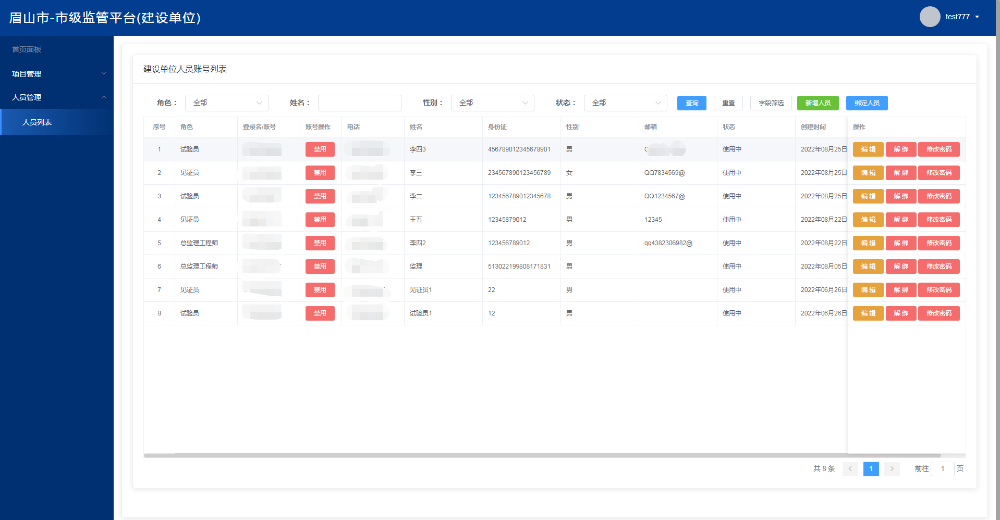 眉山市-市级监管平台(建设单位)
test777
首页面板
项目管理
人员管理
人员列表
建设单位人员账号列表
角色： 全部 姓名： 性别： 全部 状态： 全部 查询 重置 字段筛选 新增人员 绑定人员
序号 角色 登录名/账号 账号操作 电话 姓名 身份证 性别 邮箱 状态 创建时间 操作
1 试验员 禁用 李四3 456789012345678901 男 使用中 2022年08月25日 编 辑 解 绑 修改密码
2 见证员 禁用 李三 234567890123456789 女 QQ7834569@ 使用中 2022年08月25日 编 辑 解 绑 修改密码
3 试验员 禁用 李二 123456789012345678 男 QQ1234567@ 使用中 2022年08月25日 编 辑 解 绑 修改密码
4 见证员 禁用 王五 12345879012 男 12345 使用中 2022年08月22日 编 辑 解 绑 修改密码
5 总监理工程师 禁用 李四2 123456789012 男 qq4382306982@ 使用中 2022年08月22日 编 辑 解 绑 修改密码
6 总监理工程师 禁用 监理 513022199808171831 男 使用中 2022年08月05日 编 辑 解 绑 修改密码
7 见证员 禁用 见证员1 22 男 使用中 2022年06月26日 编 辑 解 绑 修改密码
8 试验员 禁用 试验员1 12 男 使用中 2022年06月26日 编 辑 解 绑 修改密码
共 8 条 1 前往 1 页